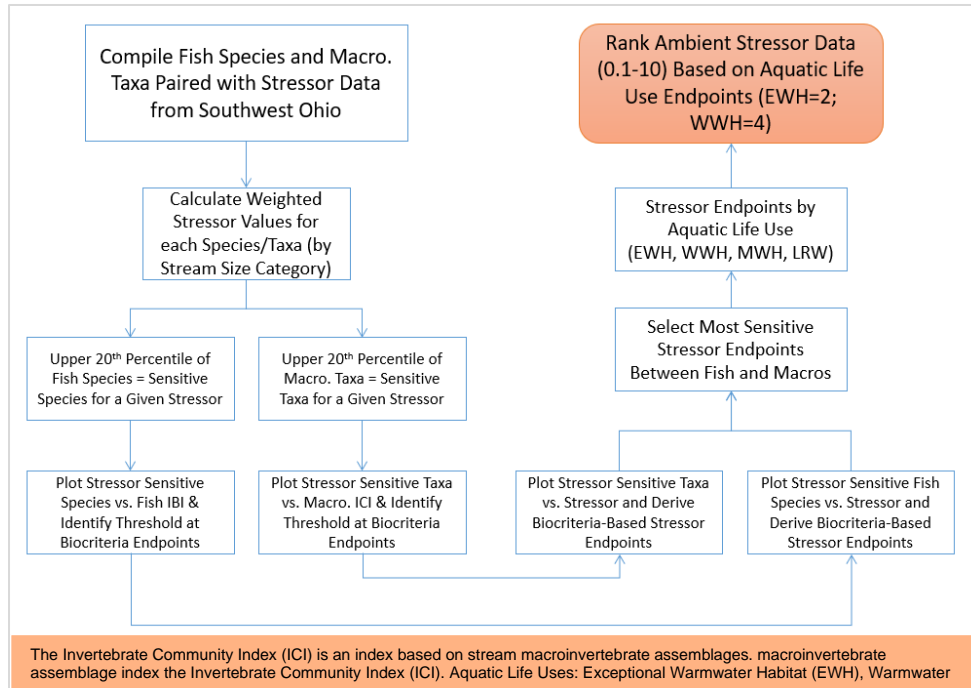 Compile Fish Species and Macro.
Taxa Paired with Stressor Data
from Southwest Ohio
Calculate Weighted
Stressor Values for
each Species/Taxa (by
Stream Size Category)
Upper 20th Percentile of
Fish Species = Sensitive
Species for a Given Stressor
Upper 20th Percentile of
Macro. Taxa = Sensitive
Taxa for a Given Stressor
Plot Stressor Sensitive
Species vs. Fish IBI &
Identify Threshold at
Biocriteria Endpoints
Plot Stressor Sensitive Taxa
vs. Macro. ICI & Identify
Threshold at Biocriteria
Endpoints
Plot Stressor Sensitive Taxa
vs. Stressor and Derive
Biocriteria-Based Stressor
Endpoints
Plot Stressor Sensitive Fish
Species vs. Stressor and
Derive Biocriteria-Based
Stressor Endpoints
Select Most Sensitive
Stressor Endpoints
Between Fish and Macros
Stressor Endpoints by
Aquatic Life Use
(EWH, WWH, MWH, LRW)
Rank Ambient Stressor Data
(0.1-10) Based on Aquatic Life
Use Endpoints (EWH=2;
WWH=4)
The Invertebrate Community Index (ICI) is an index based on stream macroinvertebrate assemblages. macroinvertebrate
assemblage index the Invertebrate Community Index (ICI). Aquatic Life Uses: Exceptional Warmwater Habitat (EWH), Warmwater